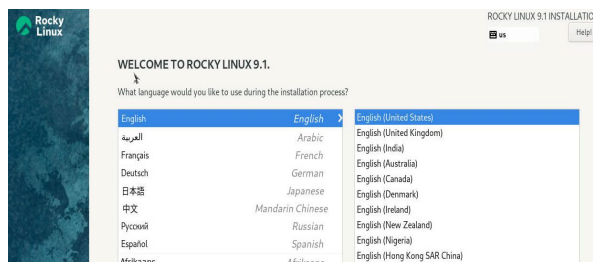 Rocky
Linux
ROCKY LINUX 9.1 INSTALLATIO
us
Help!
WELCOME TO ROCKY LINUX 9.1.
What language would you like to use during the installation process?
English English
العربية Arabic
Français French
Deutsch German
日本語 Japanese
中文 Mandarin Chinese
Русский Russian
Español Spanish
Afrikaans Afrikaans
English (United States)
English (United Kingdom)
English (India)
English (Australia)
English (Canada)
English (Denmark)
English (Ireland)
English (New Zealand)
English (Nigeria)
English (Hong Kong SAR China)